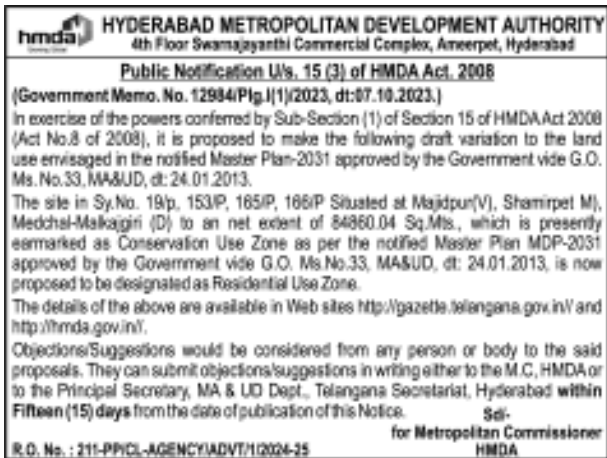 hmda
HYDERABAD METROPOLITAN DEVELOPMENT AUTHORITY
4th Floor Swarnajayanthi Commercial Complex, Ameerpet, Hyderabad
Public Notification U/s. 15 (3) of HMDA Act. 2008
(Government Memo. No. 12984/Plg.I(1)/2023, dt:07.10.2023.)
In exercise of the powers conferred by Sub-Section (1) of Section 15 of HMDA Act 2008
(Act No.8 of 2008), it is proposed to make the following draft variation to the land
use envisaged in the notified Master Plan-2031 approved by the Government vide G.O.
Ms. No.33, MA&UD, dt: 24.01.2013.
The site in Sy.No. 19/p, 153/P, 165/P, 166/P Situated at Majidpur(V), Shamirpet M),
Medchal-Malkajgiri (D) to an net extent of 84860.04 Sq.Mts., which is presently
earmarked as Conservation Use Zone as per the notified Master Plan MDP-2031
approved by the Government vide G.O. Ms.No.33, MA&UD, dt: 24.01.2013, is now
proposed to be designated as Residential Use Zone.
The details of the above are available in Web sites http://gazette.telangana.gov.in// and
http://hmda.gov.in//.
Objections/Suggestions would be considered from any person or body to the said
proposals. They can submit objections/suggestions in writing either to the M.C, HMDA or
to the Principal Secretary, MA & UD Dept., Telangana Secretariat, Hyderabad within
Fifteen (15) days from the date of publication of this Notice.
Sd/-
for Metropolitan Commissioner
R.O. No. : 211-PP/CL-AGENCY/ADVT/1/2024-25
HMDA